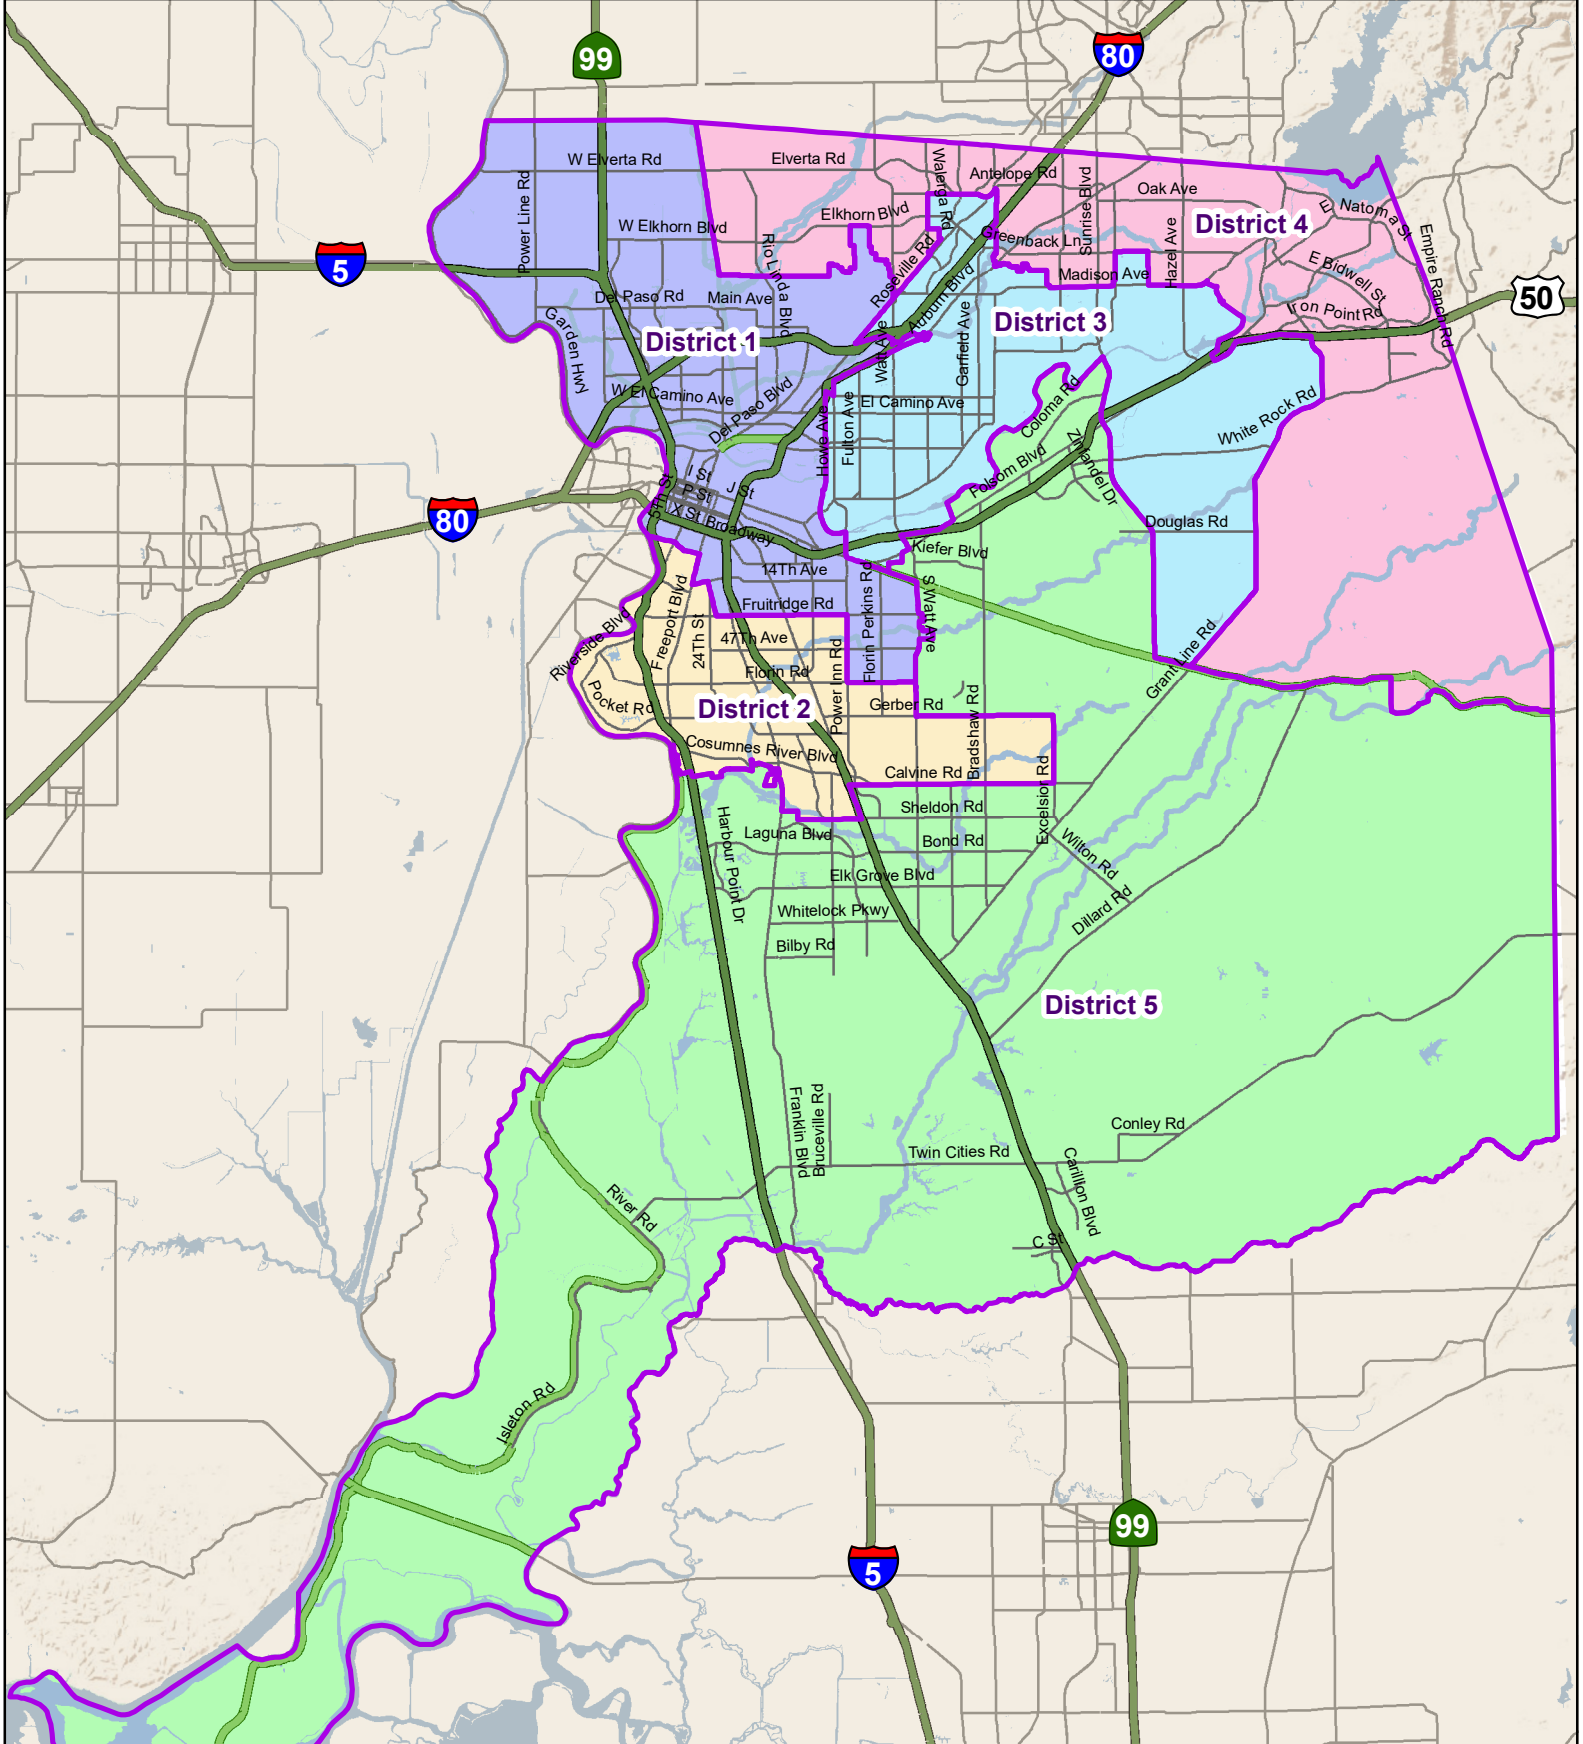 99
80
W Elverta Rd
Elverta Rd
Walerga Rd
Antelope Rd
Sunrise Blvd
Oak Ave
Power Line Rd
W Elkhorn Blvd
Elkhorn Blvd
Greenback Ln
Hazel Ave
District 4
E Natoma St
Empire Ranch Rd
5
Rio Linda Blvd
Roseville Rd
Madison Ave
E Bidwell St
50
Del Paso Rd
Main Ave
Auburn Blvd
Iron Point Rd
Garden Hwy
District 1
Watt Ave
Garfield Ave
District 3
W El Camino Ave
Del Paso Blvd
Howe Ave
Fulton Ave
El Camino Ave
Coloma Rd
White Rock Rd
Zinfandel Dr
Folsom Blvd
I St
J St
P St
5Th St
X St
Broadway
80
Douglas Rd
Kiefer Blvd
14Th Ave
Fruitridge Rd
Florin Perkins Rd
S Watt Ave
Riverside Blvd
Freeport Blvd
24Th St
47Th Ave
Power Inn Rd
Florin Rd
Grant Line Rd
Pocket Rd
District 2
Gerber Rd
Bradshaw Rd
Cosumnes River Blvd
Calvine Rd
Excelsior Rd
Harbour Point Dr
Sheldon Rd
Laguna Blvd
Bond Rd
Wilton Rd
Elk Grove Blvd
Dillard Rd
Whitelock Pkwy
Bilby Rd
District 5
Franklin Blvd
Bruceville Rd
Conley Rd
Twin Cities Rd
Carillon Blvd
River Rd
C St
Isleton Rd
99
5